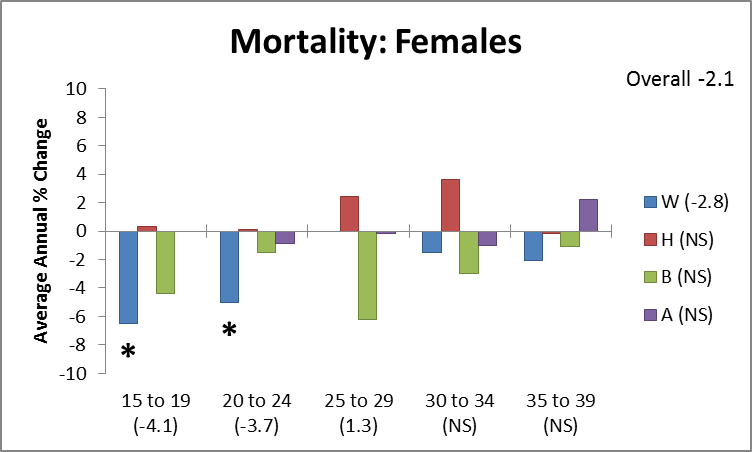 Mortality: Females
Overall -2.1
Average Annual % Change
10
8
6
4
2
0
-2
-4
-6
-8
-10
*
*
15 to 19
(-4.1)
20 to 24
(-3.7)
25 to 29
(1.3)
30 to 34
(NS)
35 to 39
(NS)
W (-2.8)
H (NS)
B (NS)
A (NS)